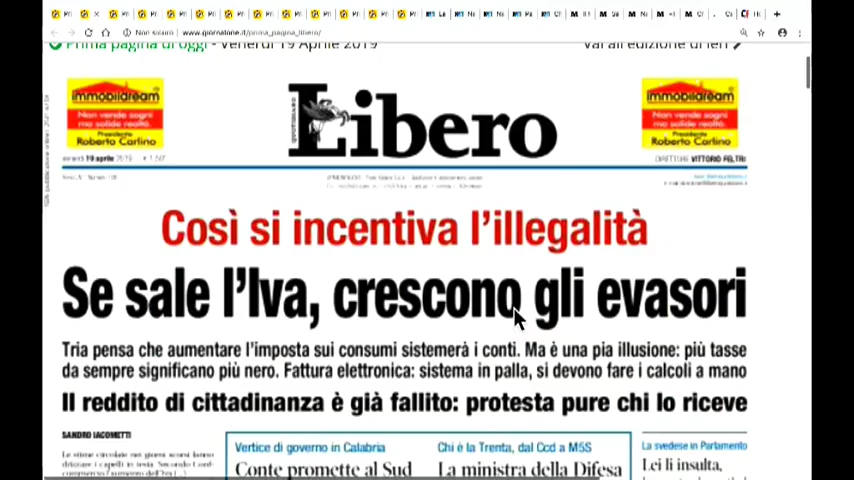 Non sicuro | www.giornalone.it/prima_pagina_libero/
Prima pagina di oggi - Venerdì 19 Aprile 2019
Vai all'edizione di ieri
immobildream
Non vende sogni
ma solide realtà.
Presidente
Roberto Carlino
Libero
immobildream
Non vende sogni
ma solide realtà.
Presidente
Roberto Carlino
19 aprile 2019
DIRETTORE VITTORIO FELTRI
Così si incentiva l'illegalità
Se sale l'Iva, crescono gli evasori
Tria pensa che aumentare l'imposta sui consumi sistemerà i conti. Ma è una pia illusione: più tasse
da sempre significano più nero. Fattura elettronica: sistema in palla, si devono fare i calcoli a mano
Il reddito di cittadinanza è già fallito: protesta pure chi lo riceve
SANDRO IACOMETTI
Vertice di governo in Calabria
Conte promette al Sud
Chi è la Trenta, dal Ccd a M5S
La ministra della Difesa
La svedese in Parlamento
Lei li insulta,